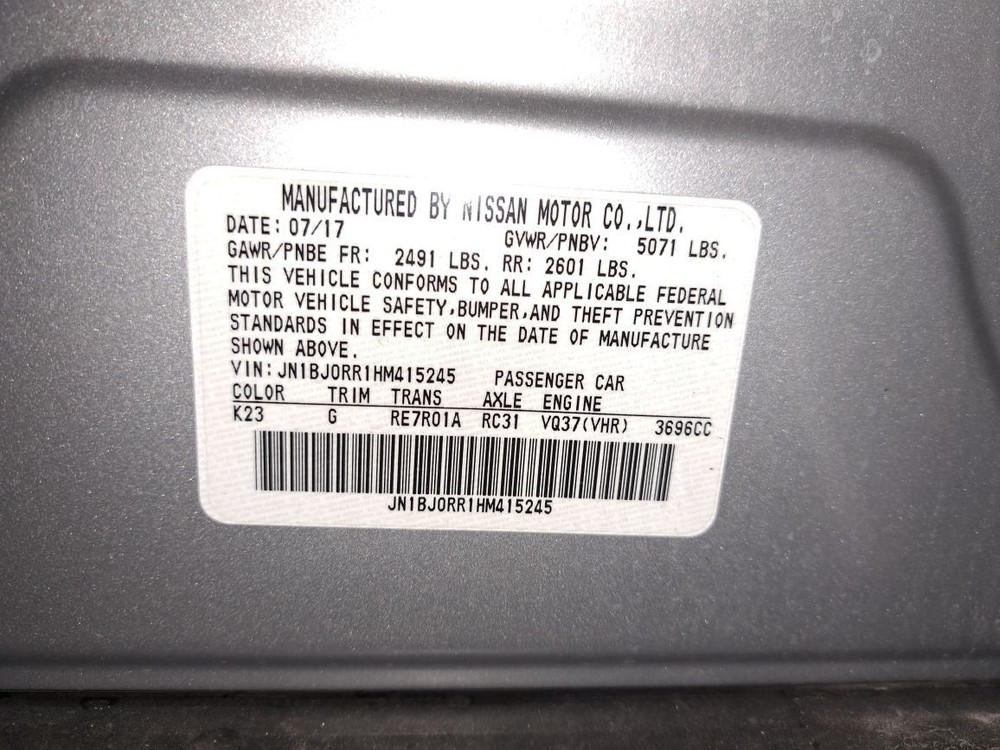 MANUFACTURED BY NISSAN MOTOR CO.,LTD.
DATE: 07/17 GVWR/PNBV: 5071 LBS.
GAWR/PNBE FR: 2491 LBS. RR: 2601 LBS.
THIS VEHICLE CONFORMS TO ALL APPLICABLE FEDERAL
MOTOR VEHICLE SAFETY,BUMPER,AND THEFT PREVENTION
STANDARDS IN EFFECT ON THE DATE OF MANUFACTURE
SHOWN ABOVE.
VIN: JN1BJ0RR1HM415245 PASSENGER CAR
COLOR TRIM TRANS AXLE ENGINE
K23 G RE7R01A RC31 VQ37(VHR) 3696CC
JN1BJ0RR1HM415245